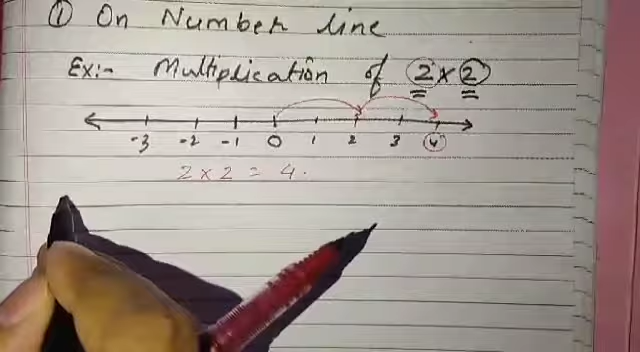 ① On Number line
Ex:- Multiplication of 2×2
-3 -2 -1 0 1 2 3 4
2 × 2 = 4.